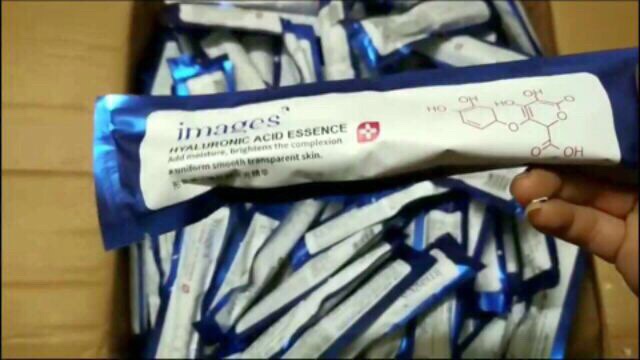 images
HYALURONIC ACID ESSENCE
Add moisture, brightens the complexion
uniform smooth transparent skin.
HO
OH
HO
OH
O
O
O
O
OH